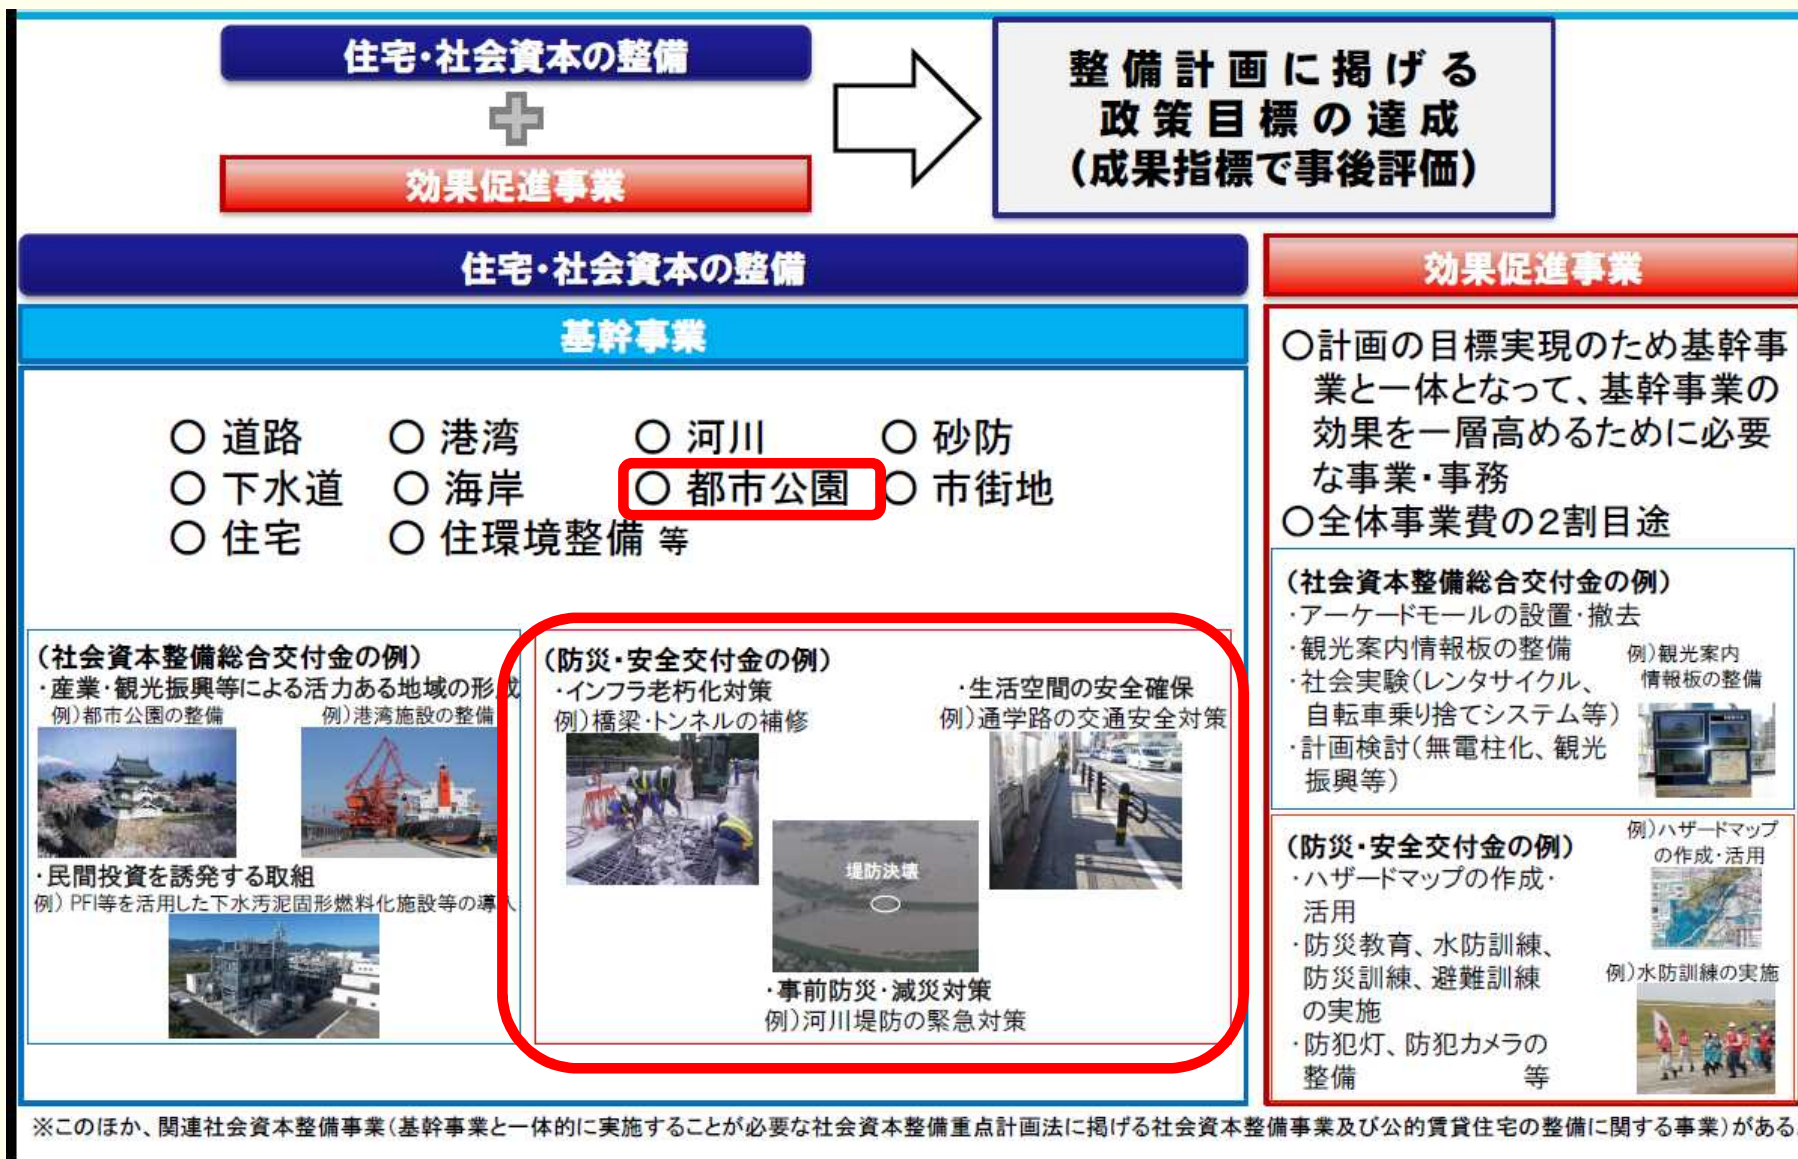 住宅・社会資本の整備
効果促進事業
整備計画に掲げる
政策目標の達成
（成果指標で事後評価）
住宅・社会資本の整備
基幹事業
〇 道路 〇 港湾 〇 河川 〇 砂防
〇 下水道 〇 海岸 〇 都市公園 〇 市街地
〇 住宅 〇 住環境整備 等
（社会資本整備総合交付金の例）
・産業・観光振興等による活力ある地域の形成
例）都市公園の整備 例）港湾施設の整備
・民間投資を誘発する取組
例）PFI等を活用した下水汚泥固形燃料化施設等の導入
（防災・安全交付金の例）
・インフラ老朽化対策
例）橋梁・トンネルの補修
・生活空間の安全確保
例）通学路の交通安全対策
堤防決壊
・事前防災・減災対策
例）河川堤防の緊急対策
効果促進事業
〇計画の目標実現のため基幹事
業と一体となって、基幹事業の
効果を一層高めるために必要
な事業・事務
〇全体事業費の２割目途
（社会資本整備総合交付金の例）
・アーケードモールの設置・撤去
・観光案内情報板の整備
・社会実験（レンタサイクル、
自転車乗り捨てシステム等）
・計画検討（無電柱化、観光
振興等）
例）観光案内
情報板の整備
（防災・安全交付金の例）
・ハザードマップの作成・
活用
・防災教育、水防訓練、
防災訓練、避難訓練
の実施
・防犯灯、防犯カメラの
整備 等
例）ハザードマップ
の作成・活用
例）水防訓練の実施
※このほか、関連社会資本整備事業（基幹事業と一体的に実施することが必要な社会資本整備重点計画法に掲げる社会資本整備事業及び公的賃貸住宅の整備に関する事業）がある